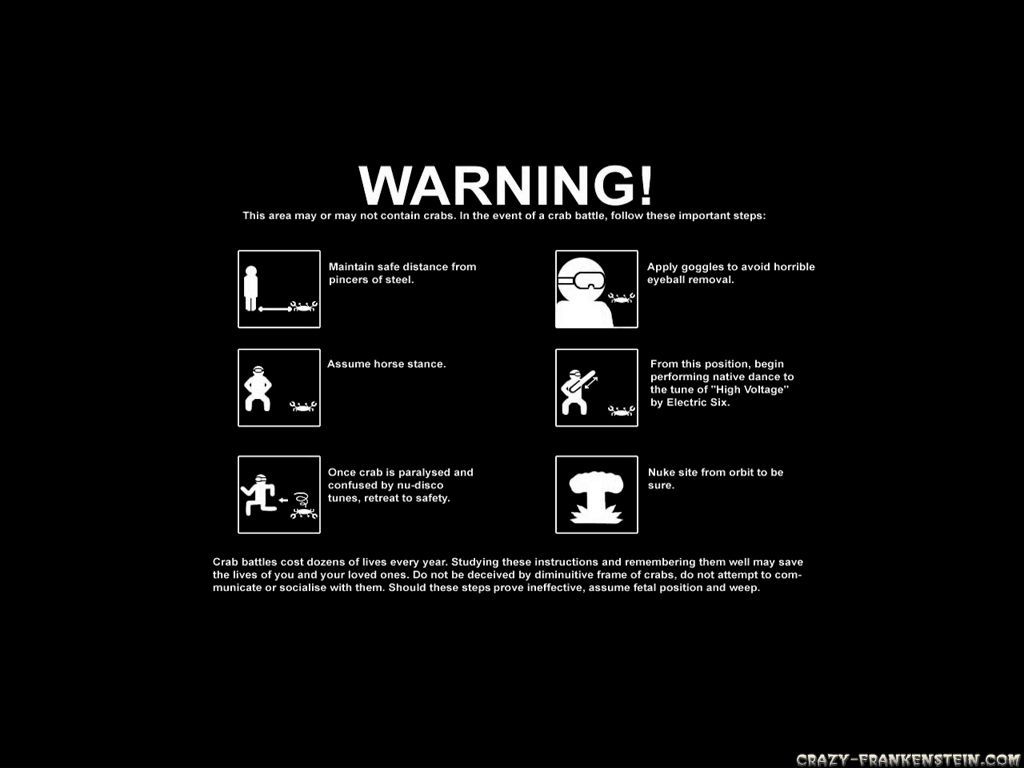 WARNING!
This area may or may not contain crabs. In the event of a crab battle, follow these important steps:
Maintain safe distance from
pincers of steel.
Apply goggles to avoid horrible
eyeball removal.
Assume horse stance.
From this position, begin
performing native dance to
the tune of "High Voltage"
by Electric Six.
Once crab is paralysed and
confused by nu-disco
tunes, retreat to safety.
Nuke site from orbit to be
sure.
Crab battles cost dozens of lives every year. Studying these instructions and remembering them well may save
the lives of you and your loved ones. Do not be deceived by diminuitive frame of crabs, do not attempt to com-
municate or socialise with them. Should these steps prove ineffective, assume fetal position and weep.
CRAZY-FRANKENSTEIN.COM